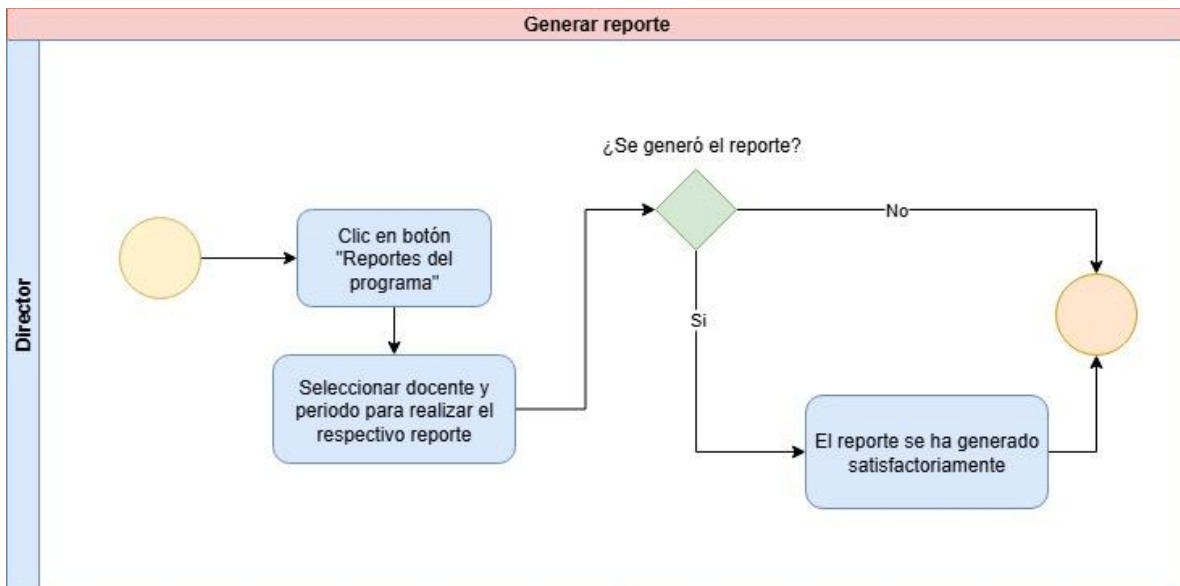 Generar reporte
Director
Clic en botón
"Reportes del
programa"
Seleccionar docente y
periodo para realizar el
respectivo reporte
¿Se generó el reporte?
No
Si
El reporte se ha generado
satisfactoriamente